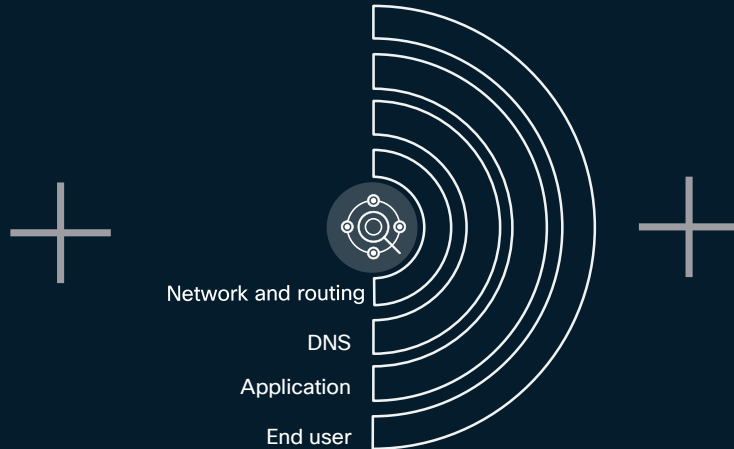 Network and routing
DNS
Application
End user